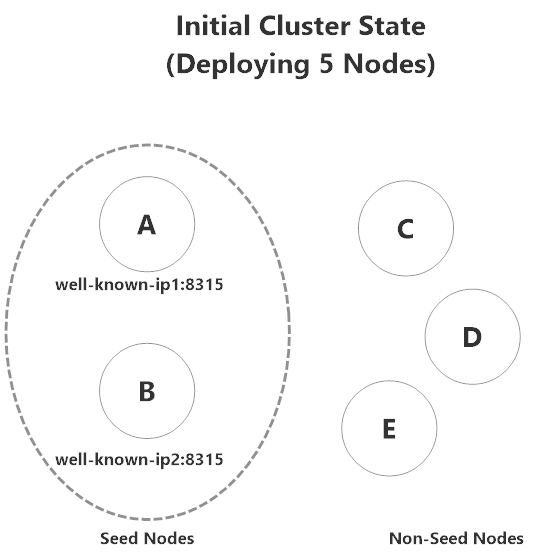 Initial Cluster State
(Deploying 5 Nodes)
A
well-known-ip1:8315
B
well-known-ip2:8315
C
D
E
Seed Nodes
Non-Seed Nodes